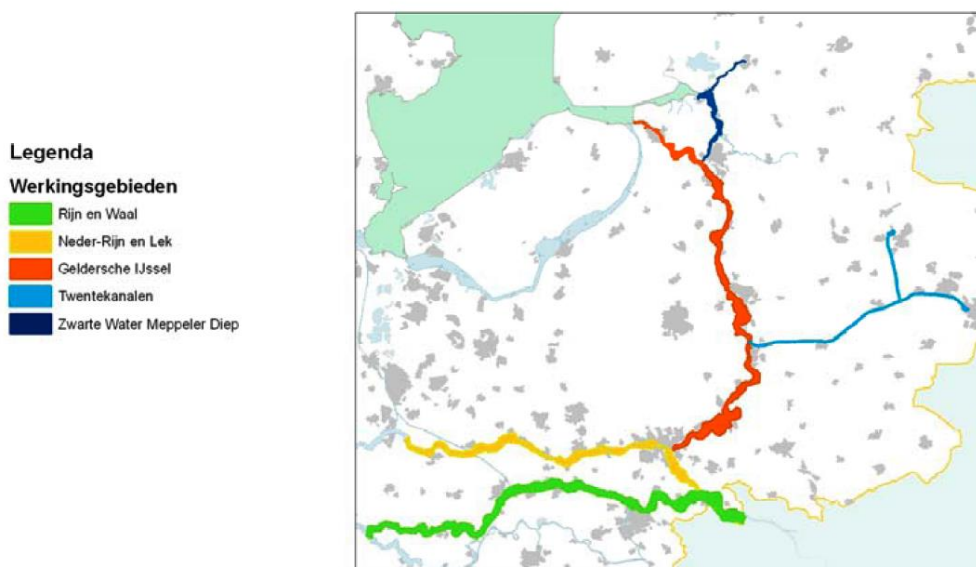 Legenda
Werkingsgebieden
Rijn en Waal
Neder-Rijn en Lek
Geldersche IJssel
Twentekanalen
Zwarte Water Meppeler Diep